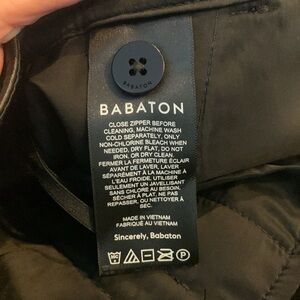 BABATON
BABATON
CLOSE ZIPPER BEFORE
CLEANING, MACHINE WASH
COLD SEPARATELY, ONLY
NON-CHLORINE BLEACH WHEN
NEEDED, DRY FLAT, DO NOT
IRON, OR DRY CLEAN.
FERMER LA FERMETURE ÉCLAIR
AVANT DE LAVER, LAVER
SÉPARÉMENT À LA MACHINE À
L'EAU FROIDE, UTILISER
SEULEMENT UN JAVELLISANT
SANS CHLORE AU BESOIN,
SÉCHER À PLAT, NE PAS
REPASSER, OU NETTOYER À
SEC.
MADE IN VIETNAM
FABRIQUÉ AU VIETNAM
Sincerely, Babaton
P